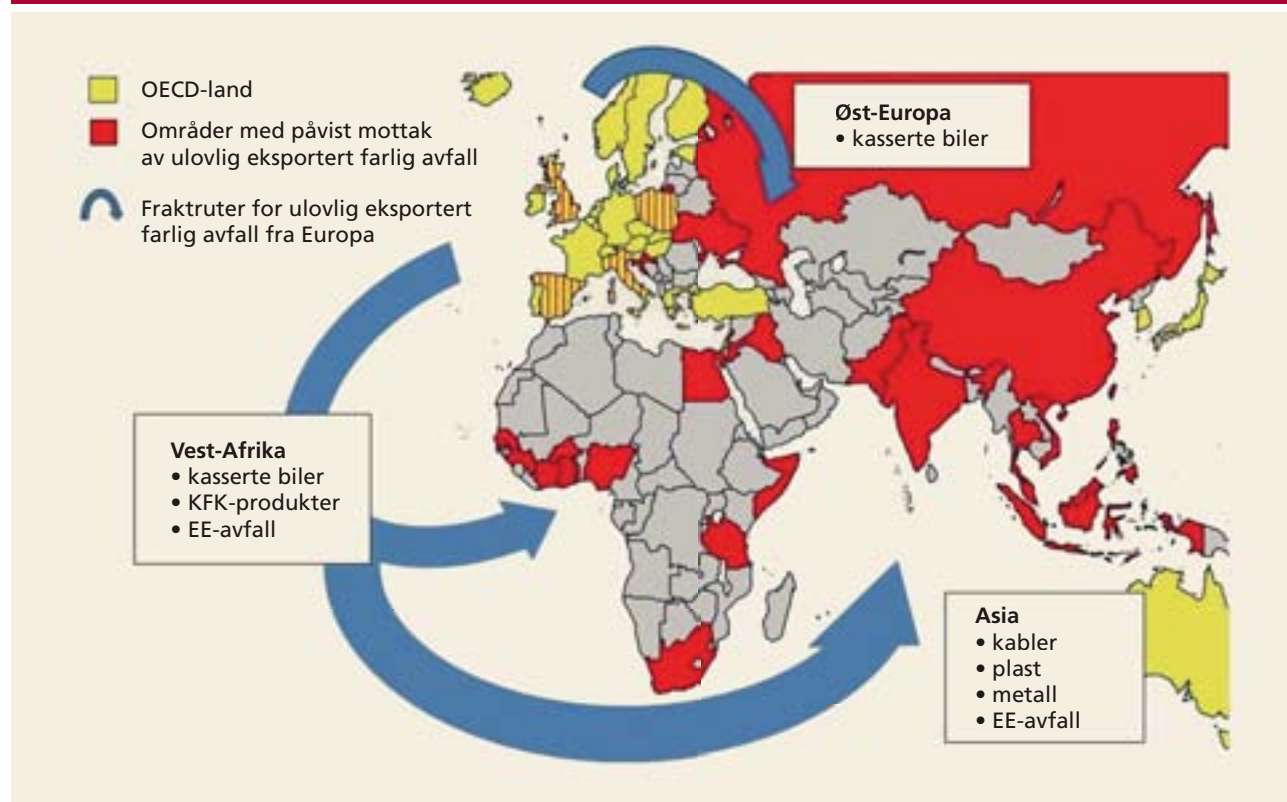 OECD-land
Områder med påvist mottak
av ulovlig eksportert farlig avfall
Fraktruter for ulovlig eksportert
farlig avfall fra Europa
Øst-Europa
• kasserte biler
Vest-Afrika
• kasserte biler
• KFK-produkter
• EE-avfall
Asia
• kabler
• plast
• metall
• EE-avfall